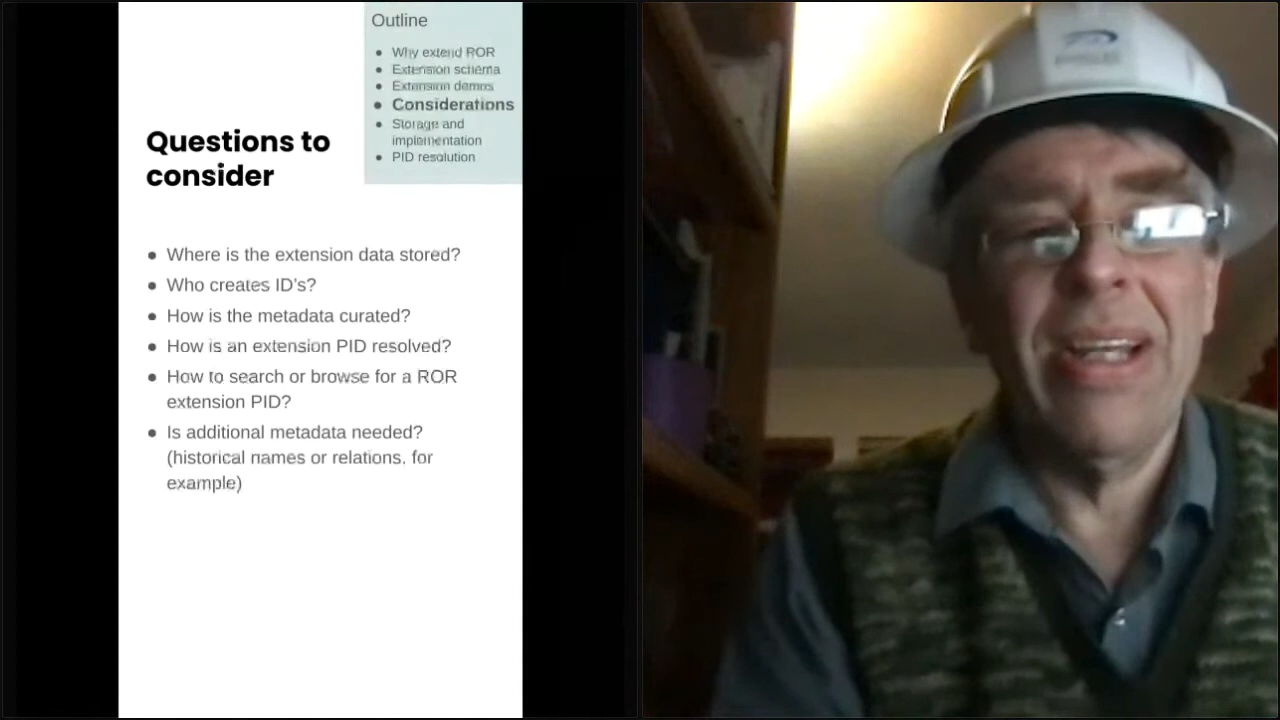 Outline
● Why extend ROR
● Extension schema
● Extension demos
● Considerations
● Storage and
implementation
● PID resolution
Questions to
consider
● Where is the extension data stored?
● Who creates ID's?
● How is the metadata curated?
● How is an extension PID resolved?
● How to search or browse for a ROR
extension PID?
● Is additional metadata needed?
(historical names or relations, for
example)